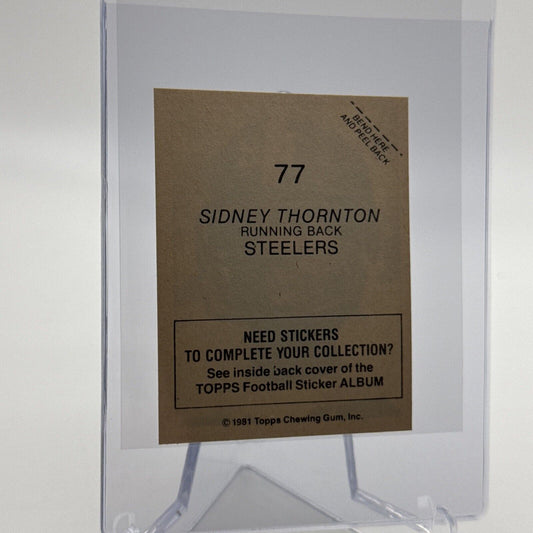 BEND HERE
AND PEEL BACK
77
SIDNEY THORNTON
RUNNING BACK
STEELERS
NEED STICKERS
TO COMPLETE YOUR COLLECTION?
See inside back cover of the
TOPPS Football Sticker ALBUM
© 1981 Topps Chewing Gum, Inc.